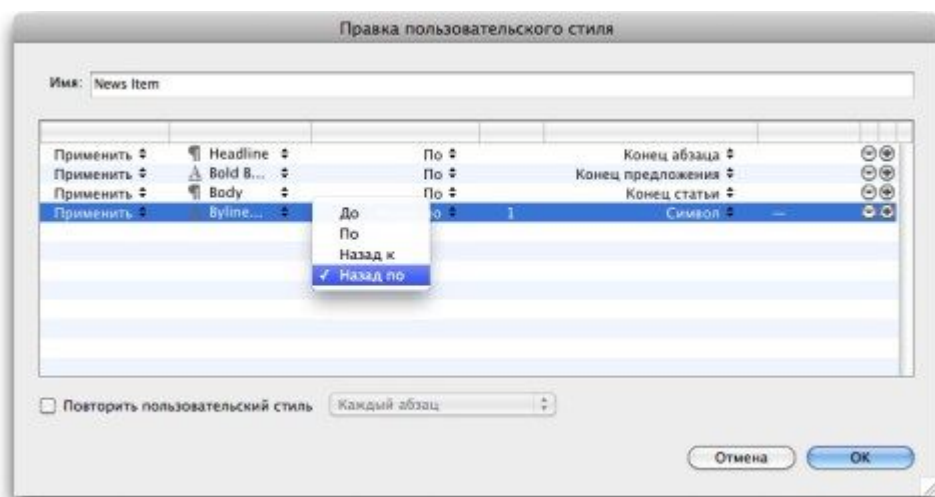 Правка пользовательского стиля
Имя: News Item
Применить ¶ Headline По Конец абзаца
Применить A Bold B... По Конец предложения
Применить ¶ Body По Конец статьи
Применить Byline... по 1 Символ —
До
По
Назад к
✓ Назад по
Повторить пользовательский стиль Каждый абзац
Отмена OK